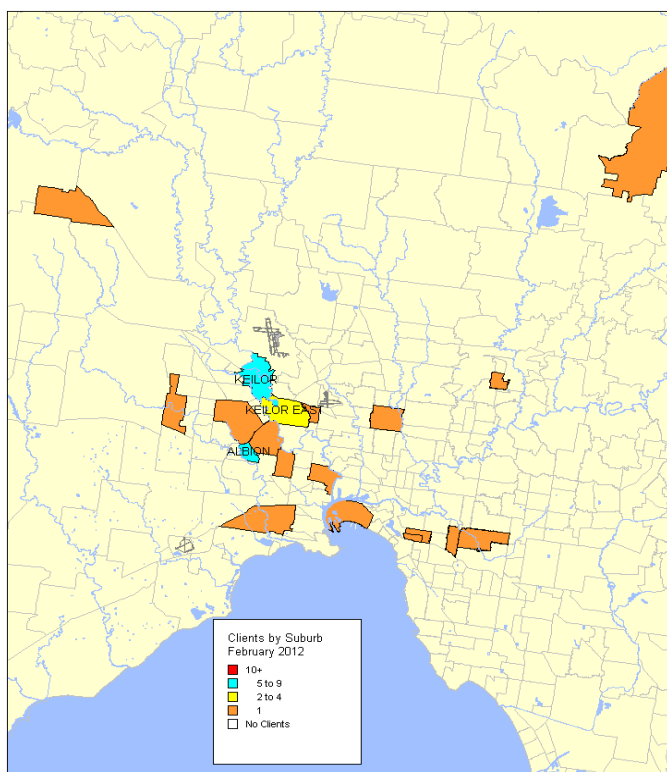 KEILOR
KEILOR EAST
ALBION
Clients by Suburb
February 2012
10+
5 to 9
2 to 4
1
No Clients